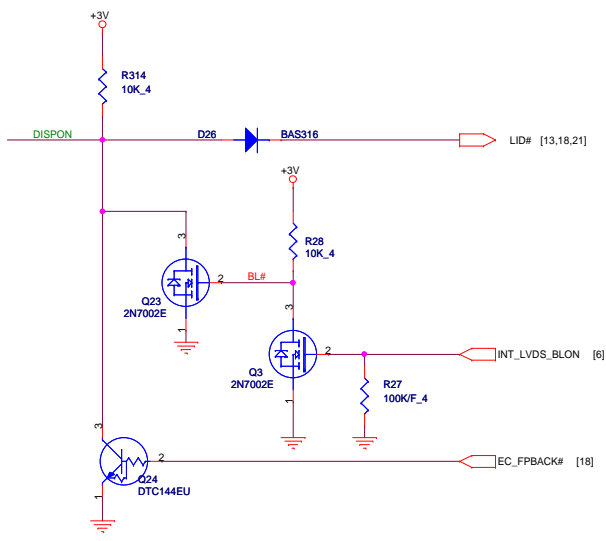 +3V
R314
10K_4
DISPON
D26
BAS316
LID# [13,18,21]
+3V
R28
10K_4
3
BL#
2
Q23
2N7002E
1
3
2
INT_LVDS_BLON [6]
Q3
2N7002E
R27
100K/F_4
1
3
2
EC_FPBACK# [18]
Q24
DTC144EU
1